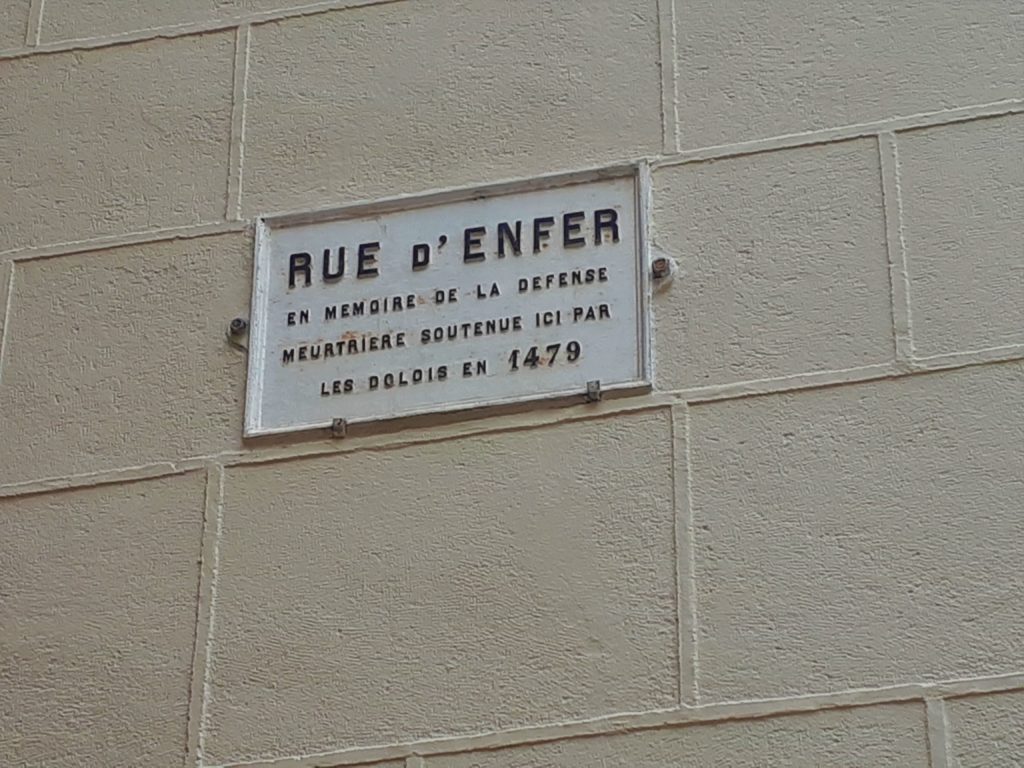 RUE D'ENFER
EN MEMOIRE DE LA DEFENSE
MEURTRIERE SOUTENUE ICI PAR
LES DOLOIS EN 1479